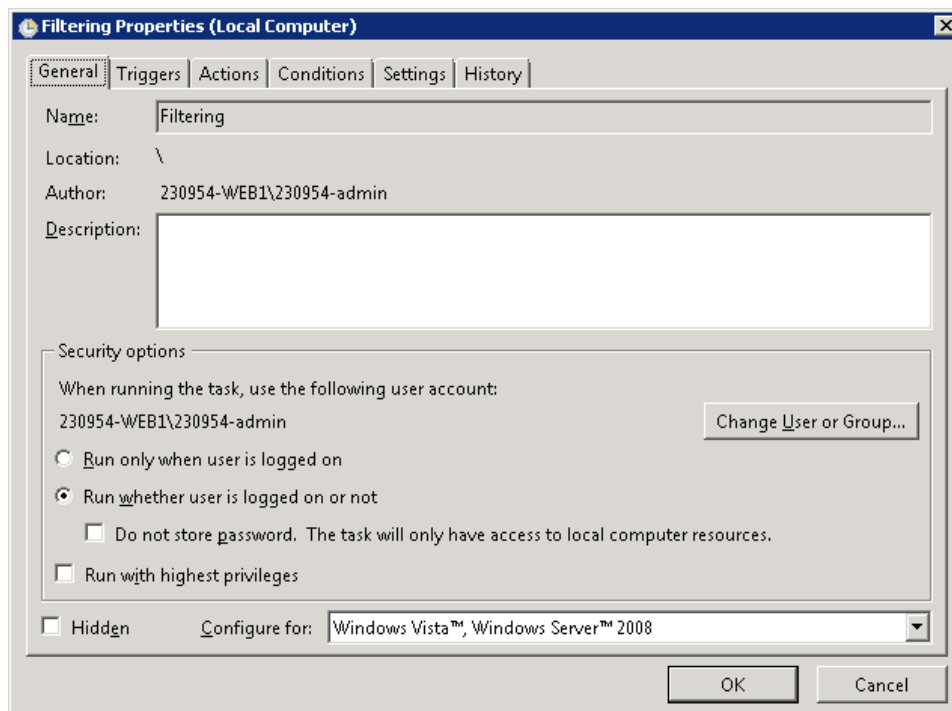 Filtering Properties (Local Computer)
General Triggers Actions Conditions Settings History
Name: Filtering
Location: \
Author: 230954-WEB1\230954-admin
Description:
Security options
When running the task, use the following user account:
230954-WEB1\230954-admin Change User or Group...
Run only when user is logged on
Run whether user is logged on or not
Do not store password. The task will only have access to local computer resources.
Run with highest privileges
Hidden Configure for: Windows Vista™, Windows Server™ 2008
OK Cancel